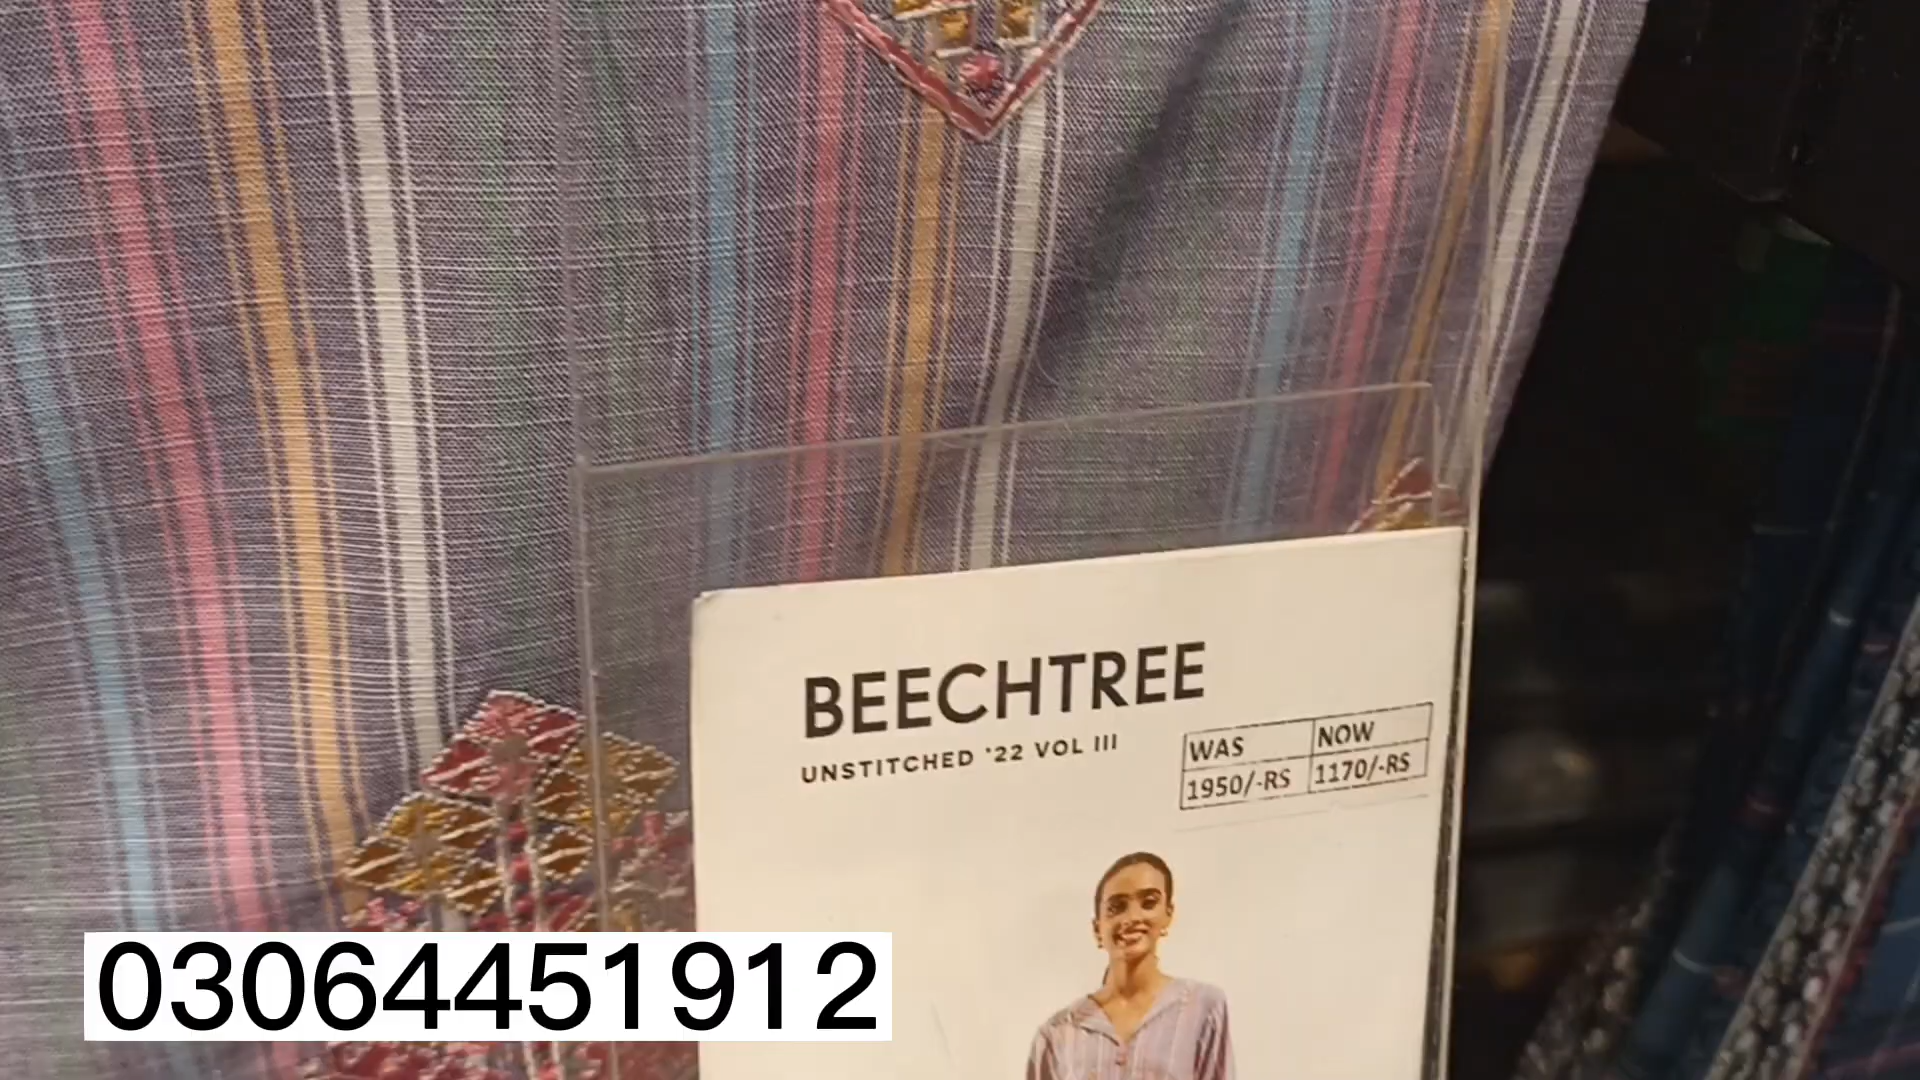 BEECHTREE
UNSTITCHED '22 VOL III
WAS NOW
1950/-RS 1170/-RS
03064451912